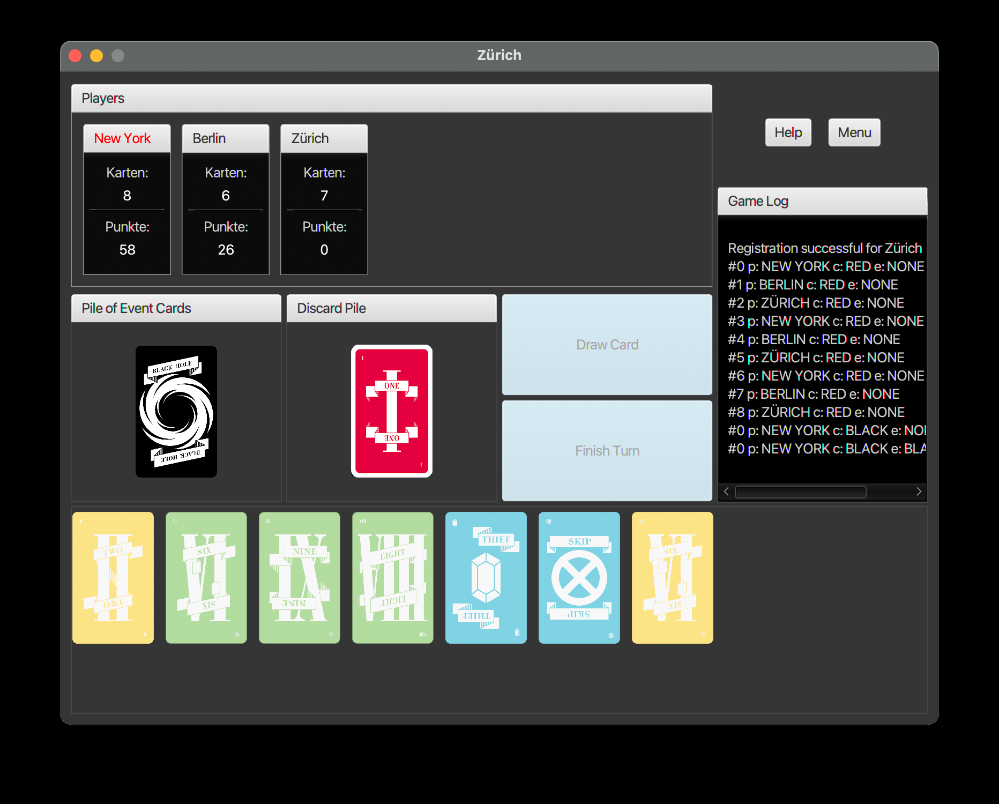 Zürich
Players
New York
Karten:
8
Punkte:
58
Berlin
Karten:
6
Punkte:
26
Zürich
Karten:
7
Punkte:
0
Help
Menu
Game Log
Registration successful for Zürich
#0 p: NEW YORK c: RED e: NONE
#1 p: BERLIN c: RED e: NONE
#2 p: ZÜRICH c: RED e: NONE
#3 p: NEW YORK c: RED e: NONE
#4 p: BERLIN c: RED e: NONE
#5 p: ZÜRICH c: RED e: NONE
#6 p: NEW YORK c: RED e: NONE
#7 p: BERLIN c: RED e: NONE
#8 p: ZÜRICH c: RED e: NONE
#0 p: NEW YORK c: BLACK e: NO
#0 p: NEW YORK c: BLACK e: BLA
Pile of Event Cards
BLACK HOLE
BLACK HOLE
Discard Pile
I
ONE
ONE
I
Draw Card
Finish Turn
II
TWO
TWO
II
VI
SIX
SIX
VI
IX
NINE
NINE
IX
VIII
EIGHT
EIGHT
VIII
THIEF
THIEF
SKIP
SKIP
VI
SIX
SIX
VI